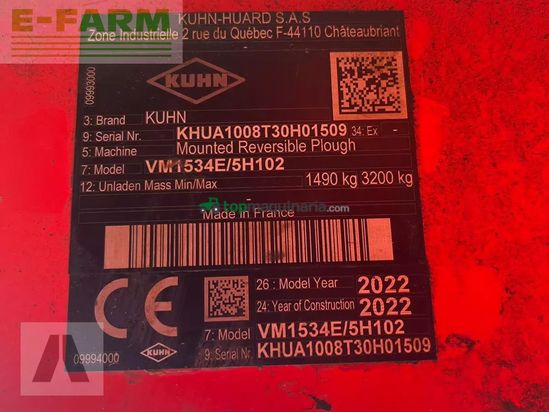 E-FARM
KUHN-HUARD S.A.S
Zone Industrielle 2 rue du Québec F-44110 Châteaubriant
09993000
KUHN
3: Brand KUHN
9: Serial Nr. KHUA1008T30H01509 34: Ex -
5: Machine Mounted Reversible Plough
7: Model VM1534E/5H102
12: Unladen Mass Min/Max 1490 kg 3200 kg
-
topmaquinaria.com
Made in France
26: Model Year 2022
24: Year of Construction 2022
CE
7: Model VM1534E/5H102
09994000
KUHN
9: Serial Nr. KHUA1008T30H01509